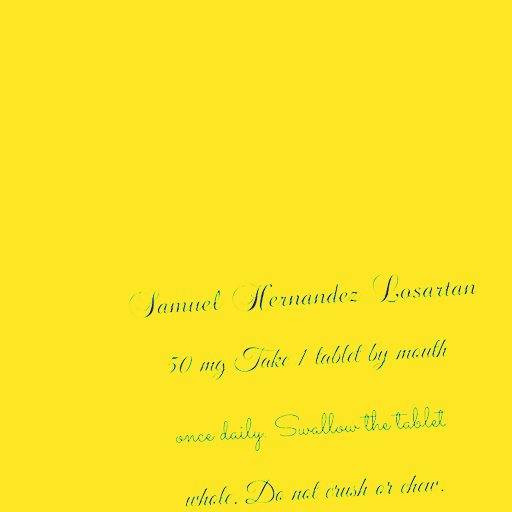 Samuel Hernandez Losartan
50 mg Take 1 tablet by mouth
once daily. Swallow the tablet
whole. Do not crush or chew.